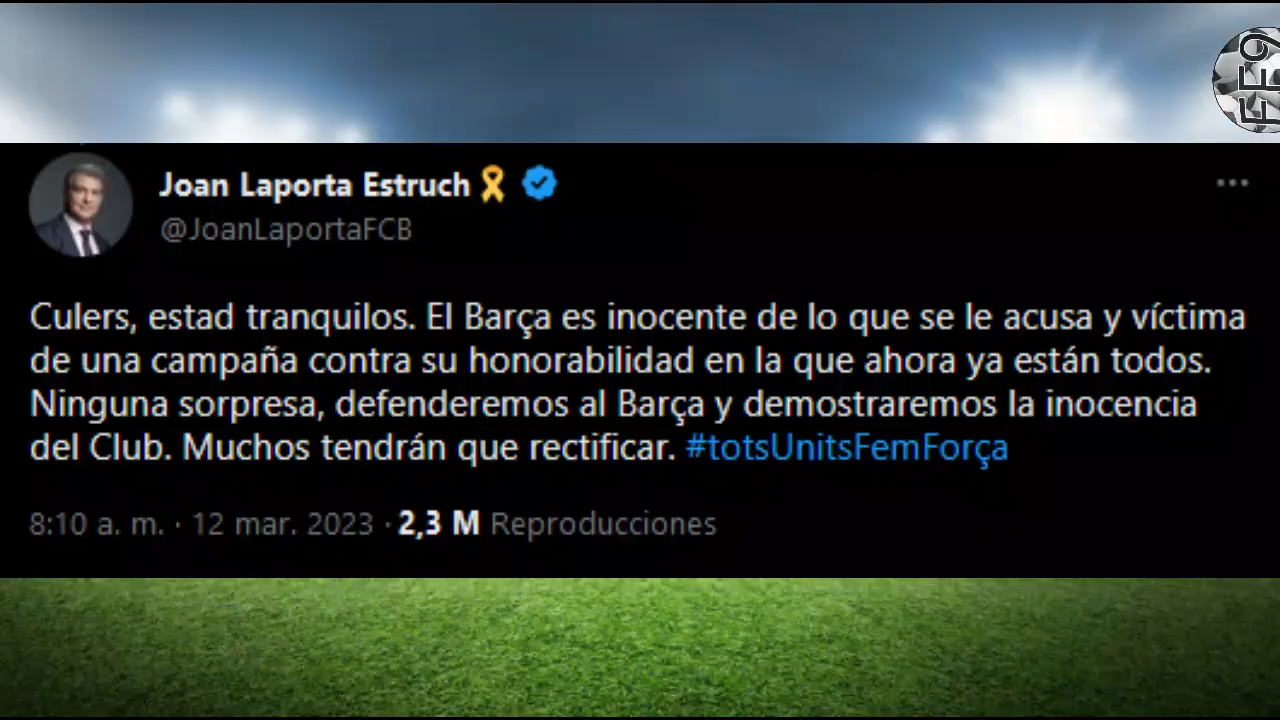 Joan Laporta Estruch
@JoanLaportaFCB
Culers, estad tranquilos. El Barça es inocente de lo que se le acusa y víctima
de una campaña contra su honorabilidad en la que ahora ya están todos.
Ninguna sorpresa, defenderemos al Barça y demostraremos la inocencia
del Club. Muchos tendrán que rectificar. #totsUnitsFemForça
8:10 a. m. · 12 mar. 2023 · 2,3 M Reproducciones